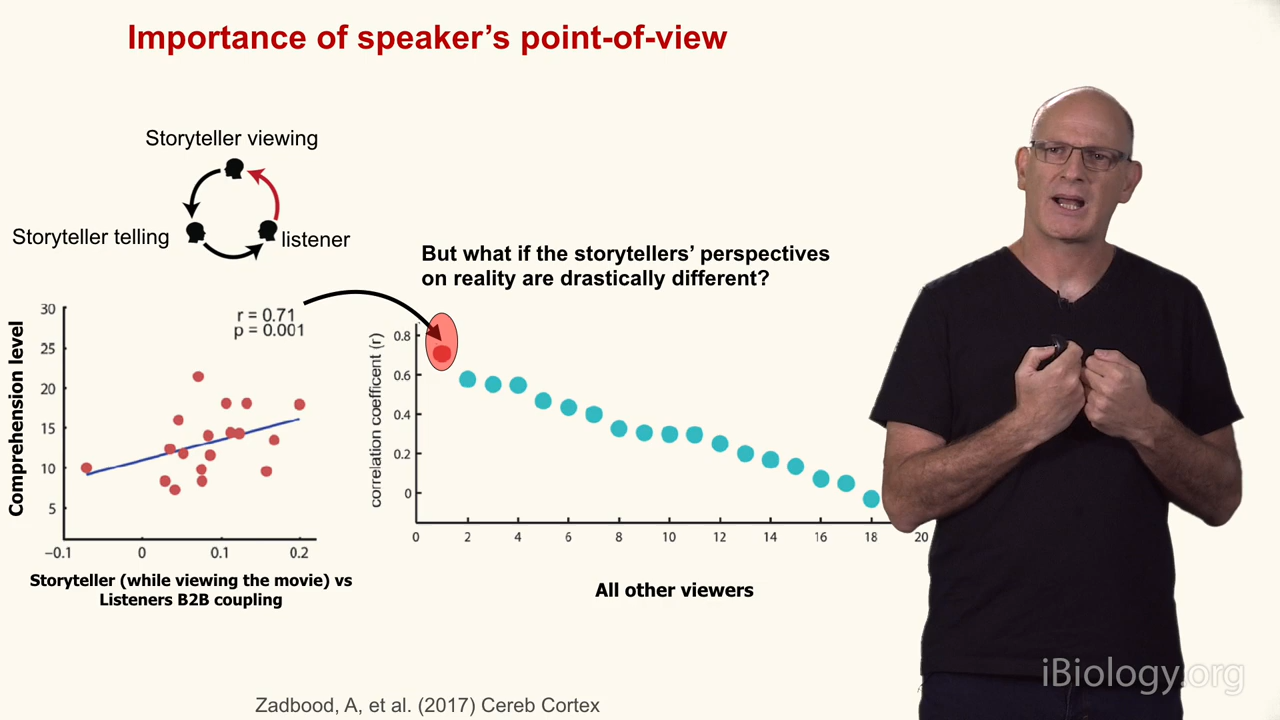 Importance of speaker's point-of-view
Storyteller viewing
Storyteller telling
listener
But what if the storytellers' perspectives
on reality are drastically different?
r = 0.71
p = 0.001
Comprehension level
30
25
20
15
10
5
−0.1
0
0.1
0.2
Storyteller (while viewing the movie) vs
Listeners B2B coupling
correlation coefficent (r)
0.8
0.6
0.4
0.2
0
0
2
4
6
8
10
12
14
16
18
20
All other viewers
Zadbood, A, et al. (2017) Cereb Cortex
iBiology.org